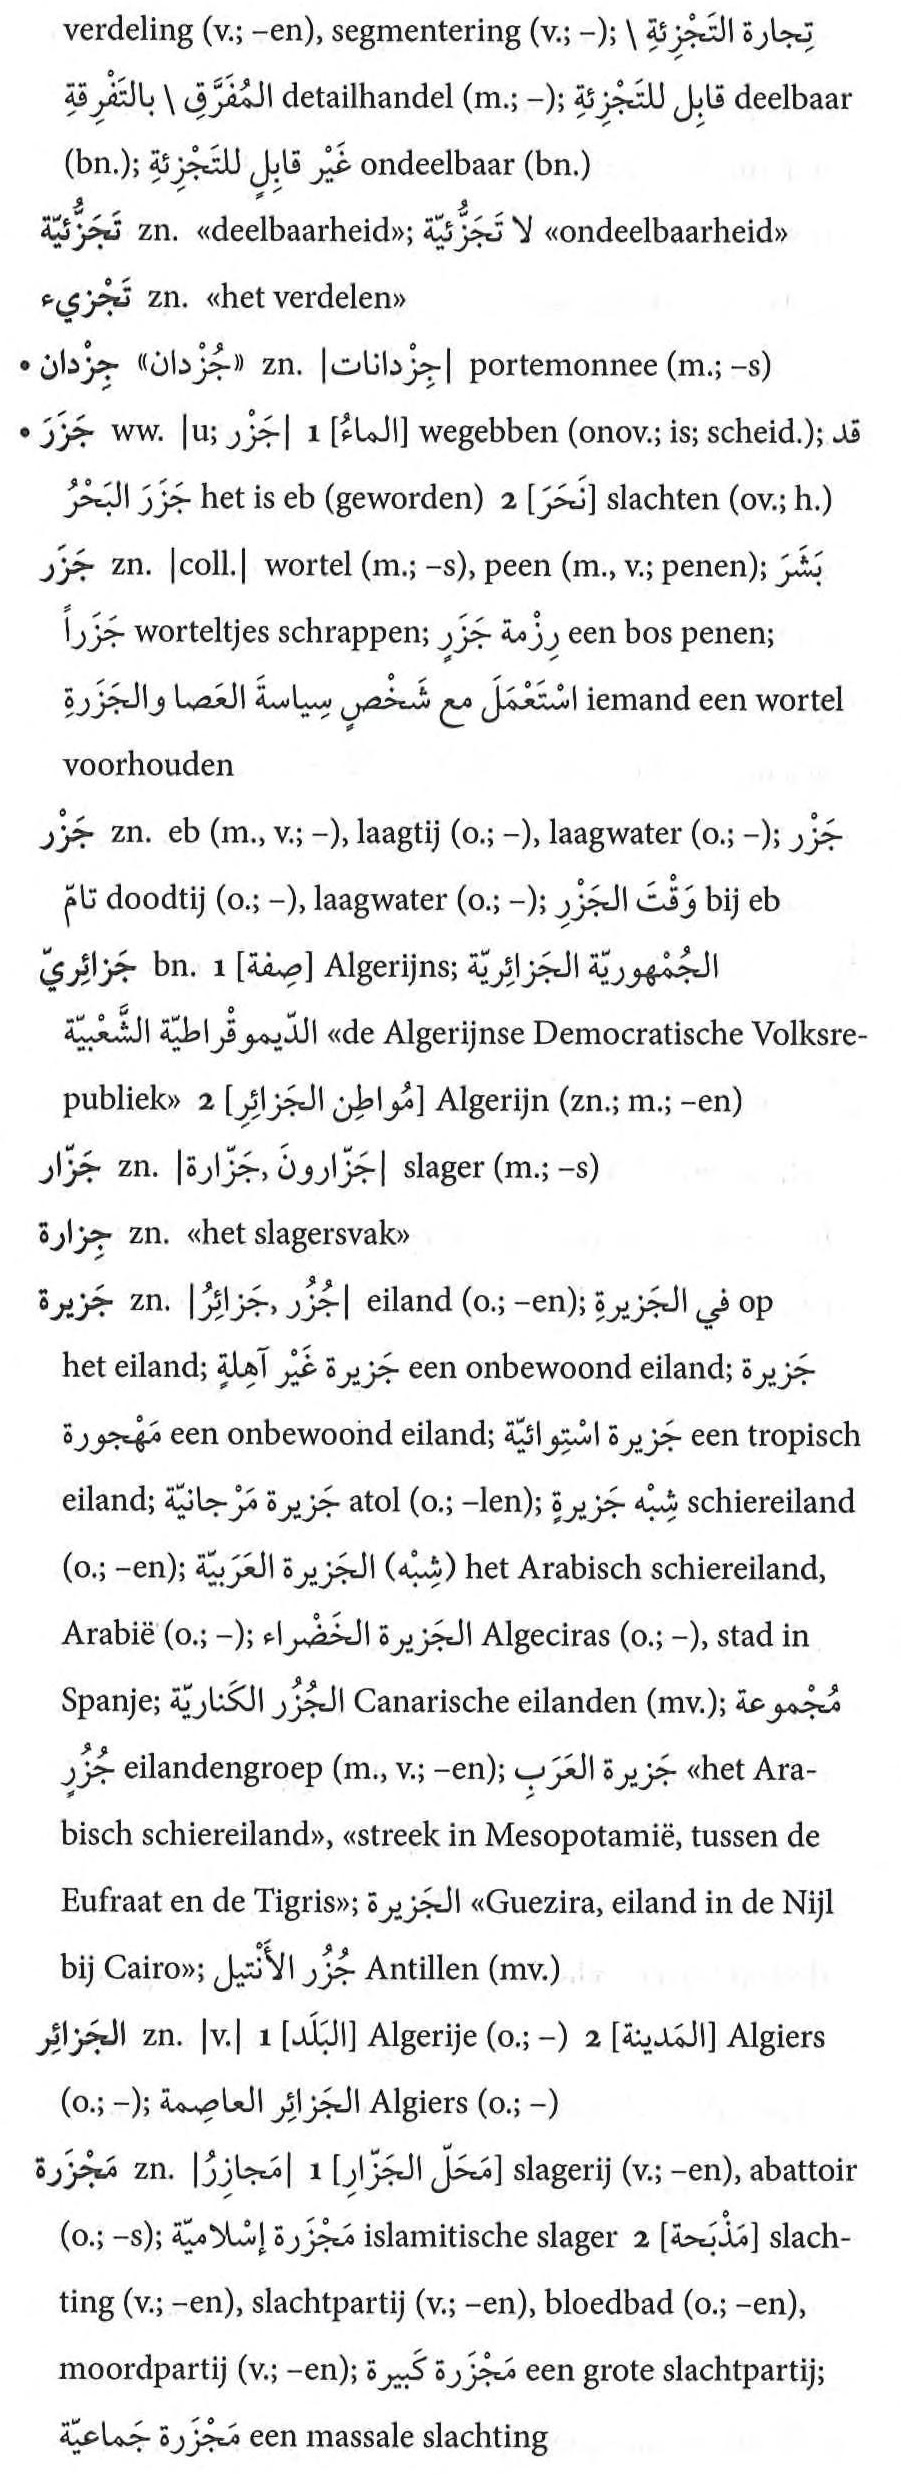 verdeling (v.; –en), segmentering (v.; –); \ تِجارة التَجْزِئةِ
المُفَرَّقِ \ بالتَفْرِقةِ detailhandel (m.; –); قابِل للتَجْزِئةِ deelbaar
(bn.); غَيْر قابِلٍ للتَجْزِئةِ ondeelbaar (bn.)
تَجَزُّئيّة zn. «deelbaarheid»; لا تَجَزُّئيّة «ondeelbaarheid»
تَجْزيء zn. «het verdelen»
• جِزْدان «جُزْدان» zn. |جِزْدانات| portemonnee (m.; –s)
• جَزَرَ ww. |u; جَزْر| 1 [الماءُ] wegebben (onov.; is; scheid.); قد
جَزَرَ البَحْرُ het is eb (geworden) 2 [نَحَرَ] slachten (ov.; h.)
جَزَر zn. |coll.| wortel (m.; –s), peen (m., v.; penen); بَشَرَ
جَزَراً worteltjes schrappen; رِزْمة جَزَرٍ een bos penen;
اسْتَعْمَلَ مع شَخْصٍ سِياسةَ العَصا والجَزَرةِ iemand een wortel
voorhouden
جَزْر zn. eb (m., v.; –), laagtij (o.; –), laagwater (o.; –); جَزْر
تامّ doodtij (o.; –), laagwater (o.; –); وَقْتَ الجَزْرِ bij eb
جَزائِريّ bn. 1 [صِفة] Algerijns; الجُمْهوريّة الجَزائِريّة
الدّيموقْراطيّة الشَّعْبيّة «de Algerijnse Democratische Volksre-
publiek» 2 [مُواطِن الجَزائِرِ] Algerijn (zn.; m.; –en)
جَزّار zn. |جَزّارونَ, جَزّارة| slager (m.; –s)
جِزارة zn. «het slagersvak»
جَزيرة zn. |جُزُر, جَزائِرُ| eiland (o.; –en); في الجَزيرةِ op
het eiland; جَزيرة غَيْر آهِلةٍ een onbewoond eiland; جَزيرة
مَهْجورة een onbewoond eiland; جَزيرة اسْتِوائيّة een tropisch
eiland; جَزيرة مَرْجانيّة atol (o.; –len); شِبْه جَزيرةٍ schiereiland
(o.; –en); (شِبْه) الجَزيرة العَرَبيّة het Arabisch schiereiland,
Arabië (o.; –); الجَزيرة الخَضْراء Algeciras (o.; –), stad in
Spanje; الجُزُر الكَناريّة Canarische eilanden (mv.); مُجْموعة
جُزُرٍ eilandengroep (m., v.; –en); جَزيرة العَرَبِ «het Ara-
bisch schiereiland», «streek in Mesopotamië, tussen de
Eufraat en de Tigris»; الجَزيرة «Guezira, eiland in de Nijl
bij Cairo»; جُزُر الأَنْتيل Antillen (mv.)
الجَزائِر zn. |v.| 1 [البَلَد] Algerije (o.; –) 2 [المَدينة] Algiers
(o.; –); الجَزائِر العاصِمة Algiers (o.; –)
مَجْزَرة zn. |مَجازِرُ| 1 [مَحَلّ الجَزّارِ] slagerij (v.; –en), abattoir
(o.; –s); مَجْزَرة إسْلاميّة islamitische slager 2 [مَذْبَحة] slach-
ting (v.; –en), slachtpartij (v.; –en), bloedbad (o.; –en),
moordpartij (v.; –en); مَجْزَرة كَبيرة een grote slachtpartij;
مَجْزَرة جَماعيّة een massale slachting